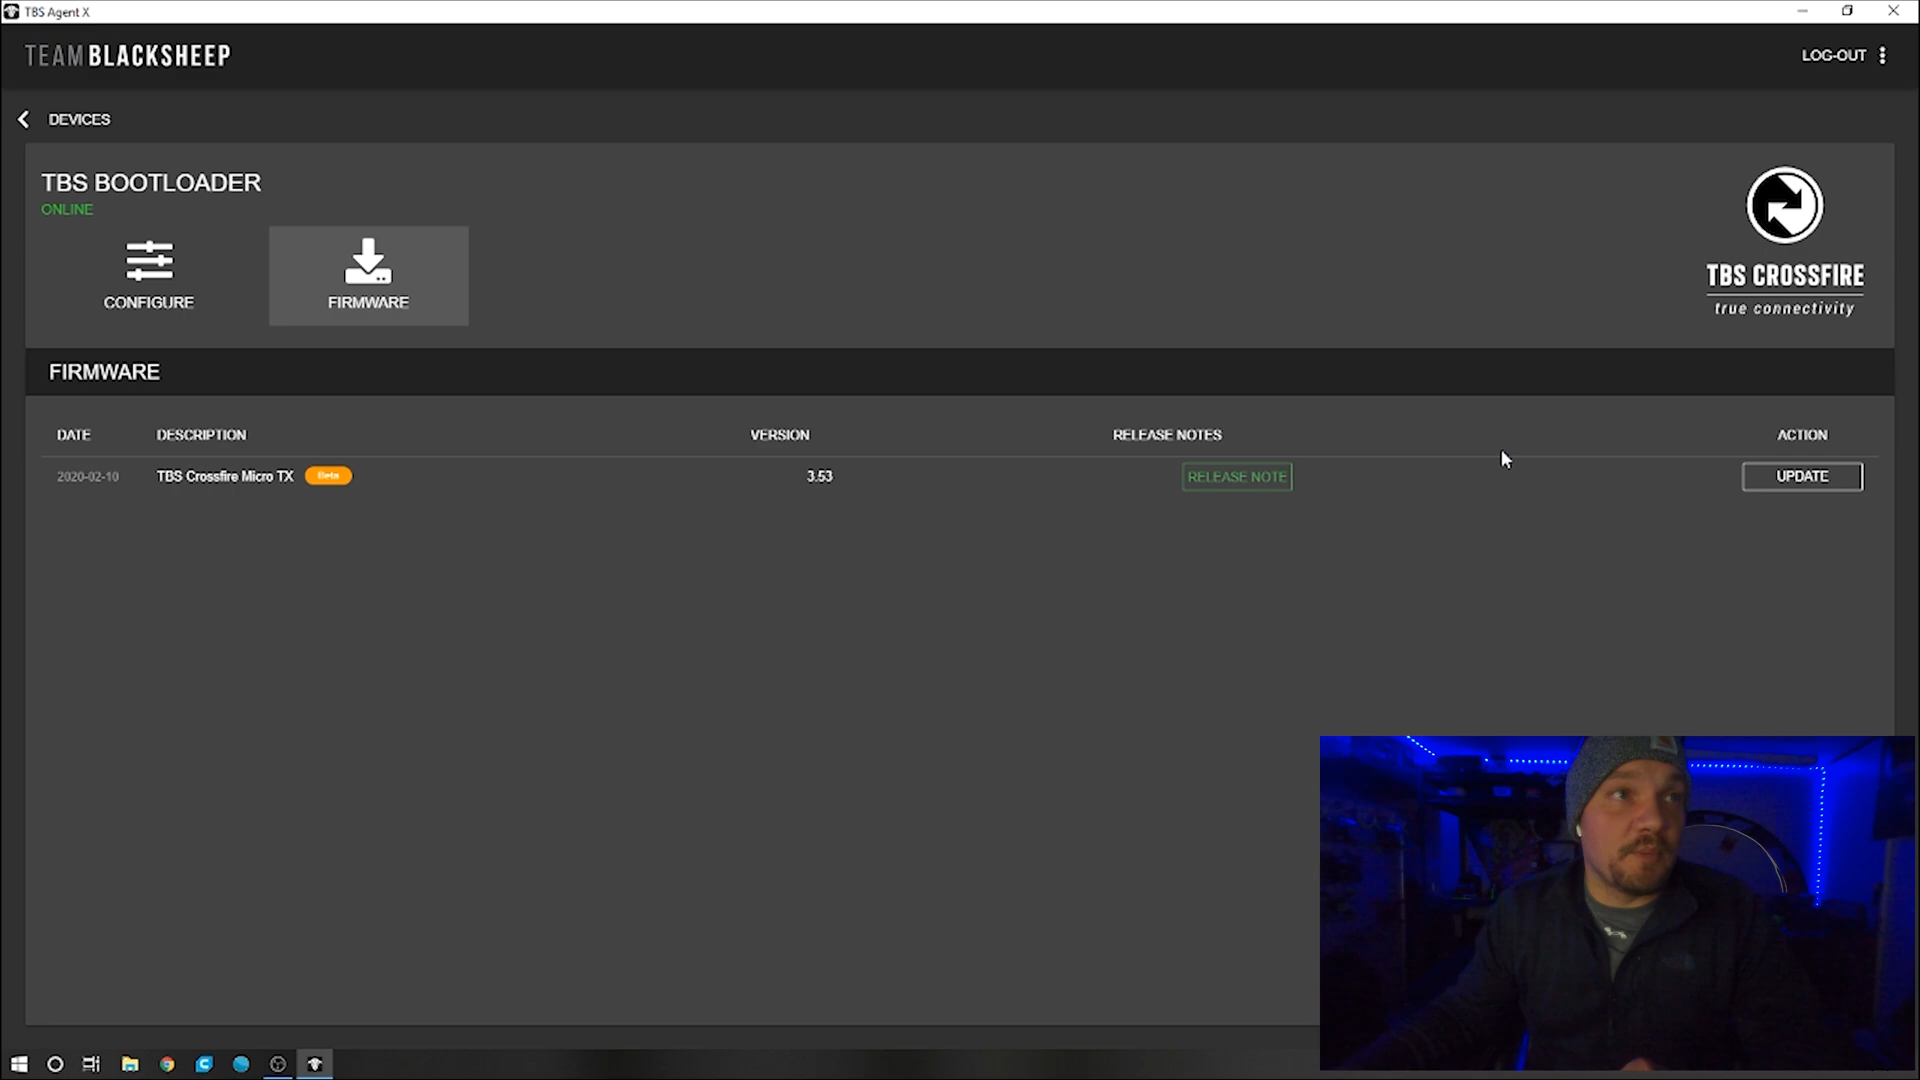 TBS Agent X
TEAMBLACKSHEEP
LOG-OUT
DEVICES
TBS BOOTLOADER
ONLINE
CONFIGURE
FIRMWARE
TBS CROSSFIRE
true connectivity
FIRMWARE
DATE DESCRIPTION VERSION RELEASE NOTES ACTION
2020-02-10 TBS Crossfire Micro TX Beta 3.53 RELEASE NOTE UPDATE